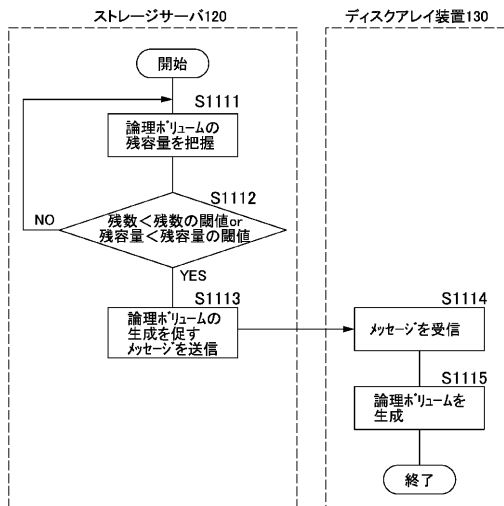 ストレージサーバ120
ディスクアレイ装置130
開始
S1111
論理ボリュームの
残容量を把握
S1112
残数<残数の閾値or
残容量<残容量の閾値
NO
YES
S1113
論理ボリュームの
生成を促す
メッセージを送信
S1114
メッセージを受信
S1115
論理ボリュームを
生成
終了